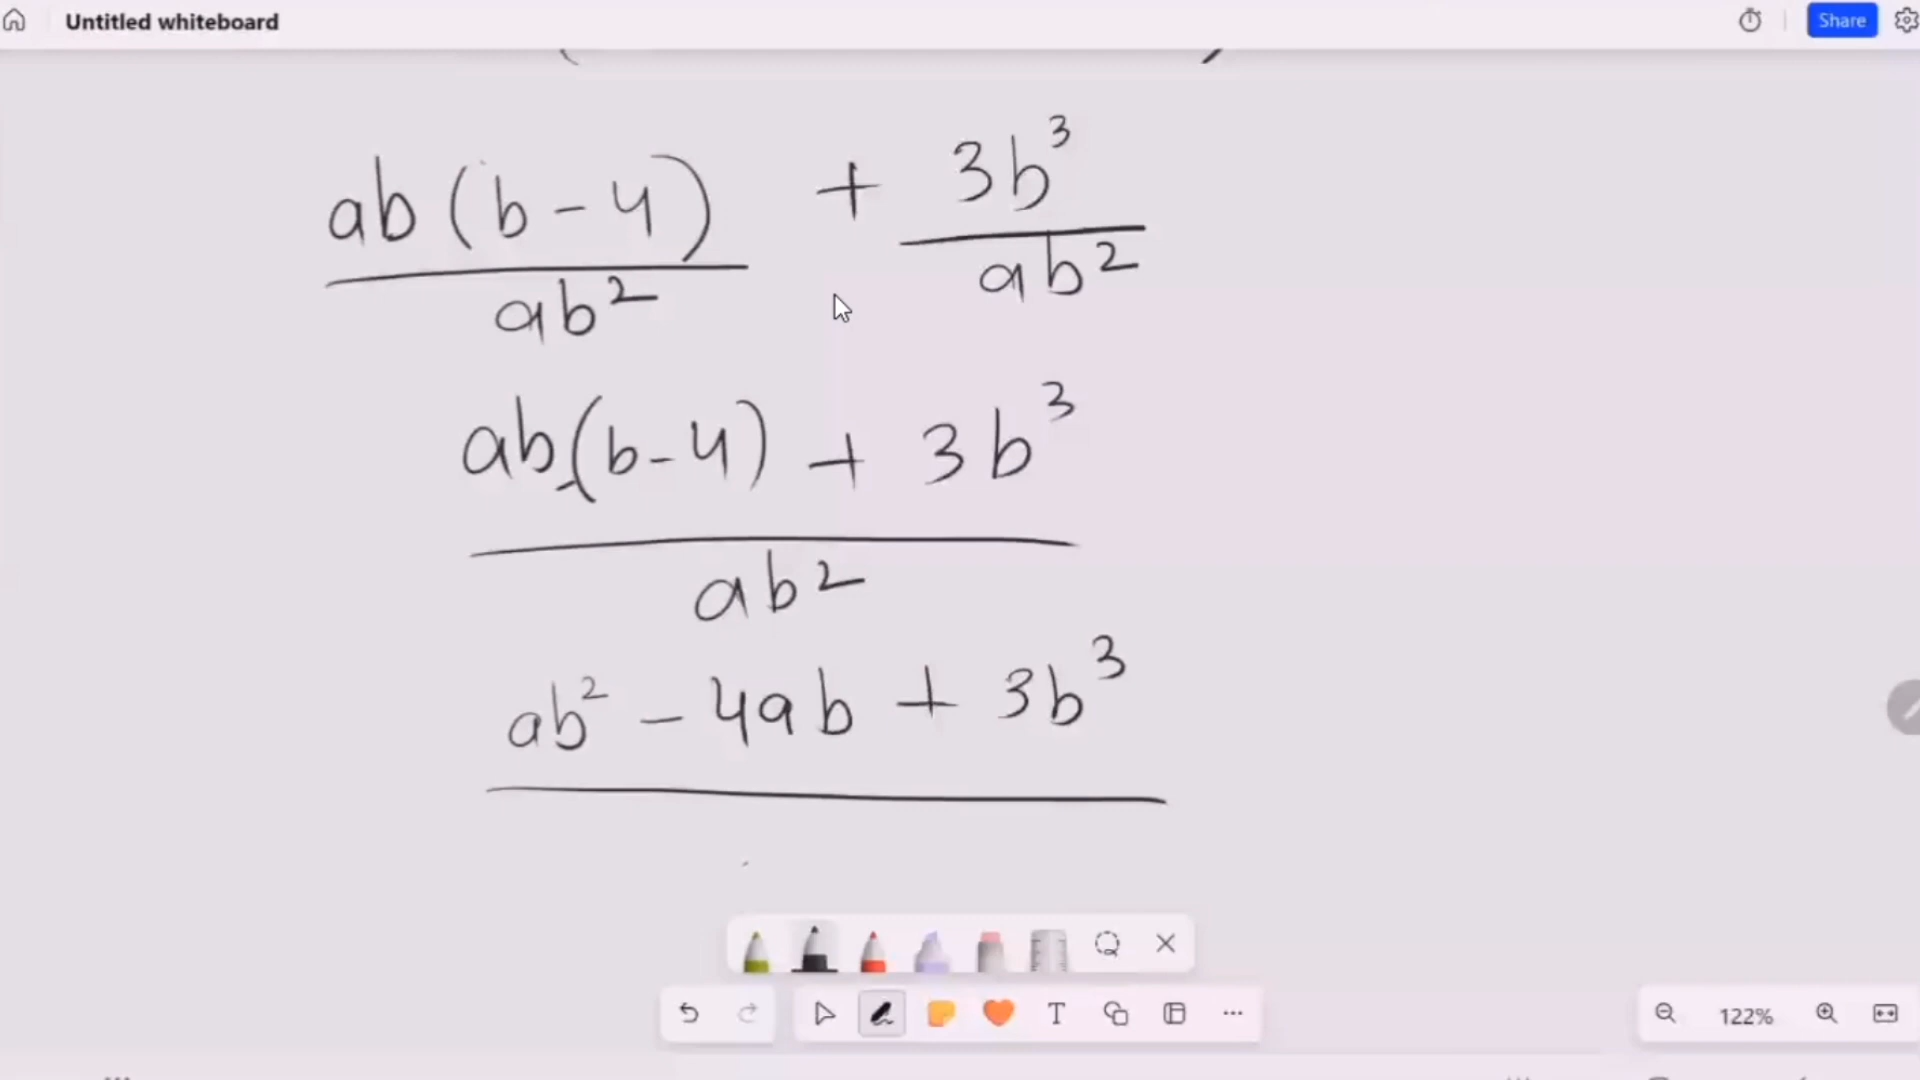 Untitled whiteboard
Share
ab(b-4) + 3b³
ab² ab²
ab(b-4) + 3b³
ab²
ab² - 4ab + 3b³
T
122%